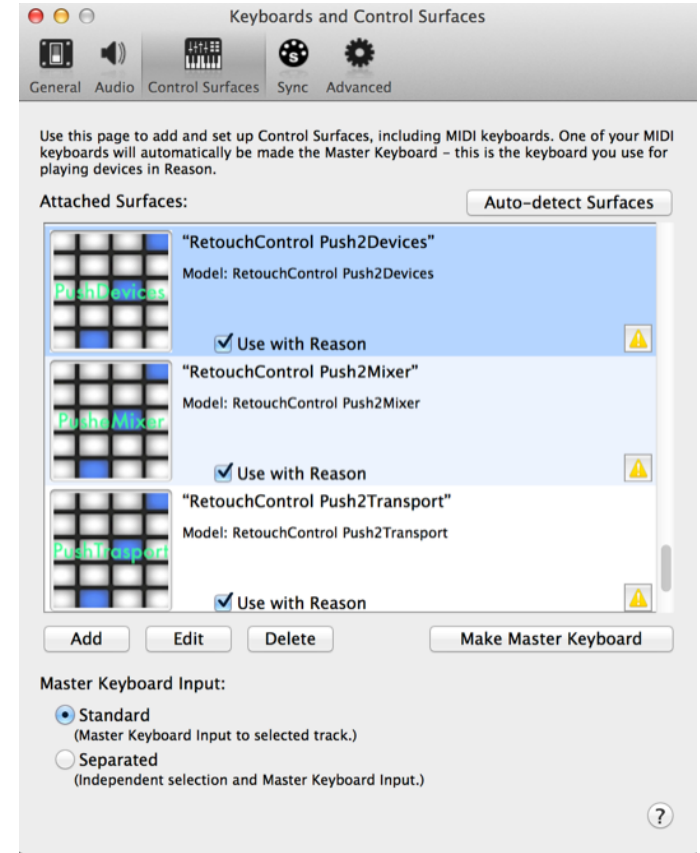 Keyboards and Control Surfaces
General Audio Control Surfaces Sync Advanced
Use this page to add and set up Control Surfaces, including MIDI keyboards. One of your MIDI
keyboards will automatically be made the Master Keyboard – this is the keyboard you use for
playing devices in Reason.
Attached Surfaces:
Auto-detect Surfaces
PushDevices
“RetouchControl Push2Devices”
Model: RetouchControl Push2Devices
Use with Reason
PusheMixer
“RetouchControl Push2Mixer”
Model: RetouchControl Push2Mixer
Use with Reason
PushTrasport
“RetouchControl Push2Transport”
Model: RetouchControl Push2Transport
Use with Reason
Add Edit Delete Make Master Keyboard
Master Keyboard Input:
Standard
(Master Keyboard Input to selected track.)
Separated
(Independent selection and Master Keyboard Input.)
?